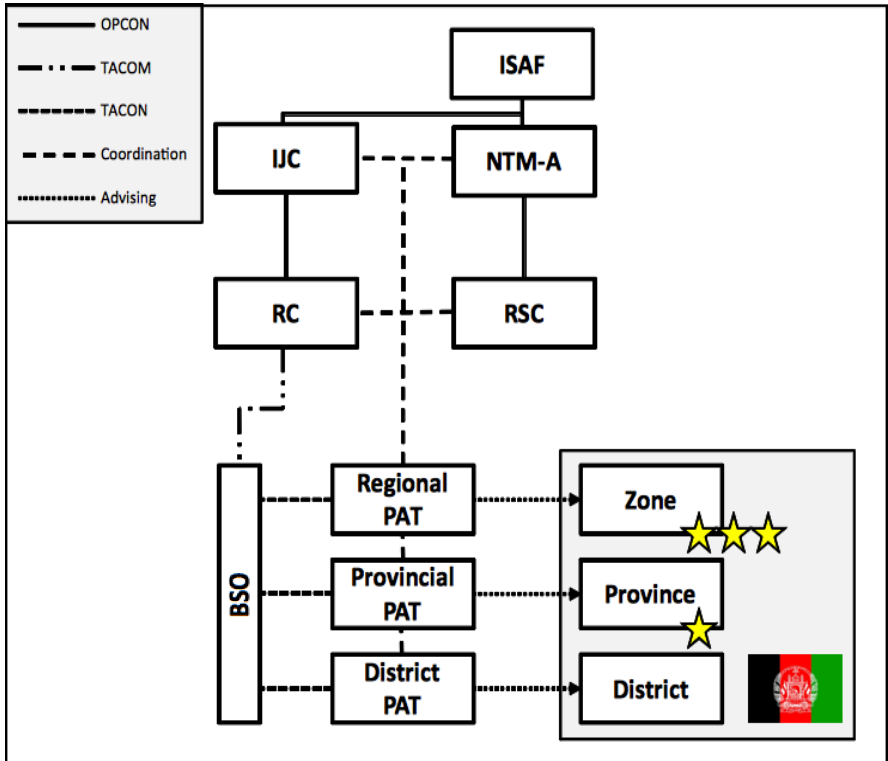 OPCON
TACOM
TACON
Coordination
Advising
ISAF
IJC
NTM-A
RC
RSC
BSO
Regional
PAT
Zone
Provincial
PAT
Province
District
PAT
District